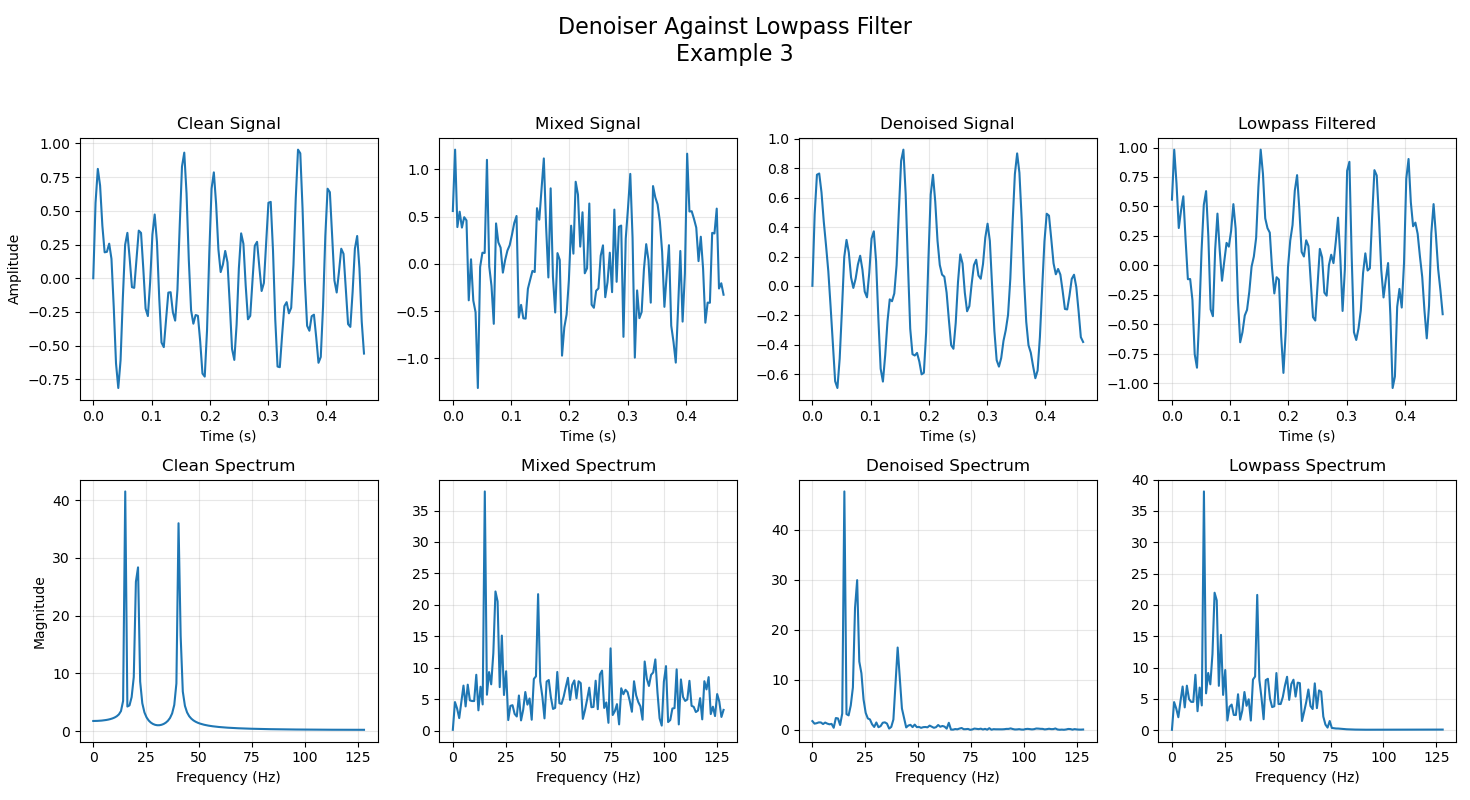 Denoiser Against Lowpass Filter
Example 3
Clean Signal
Mixed Signal
Denoised Signal
Lowpass Filtered
Amplitude
1.00
0.75
0.50
0.25
0.00
−0.25
−0.50
−0.75
0.0 0.1 0.2 0.3 0.4
Time (s)
1.0
0.5
0.0
−0.5
−1.0
0.0 0.1 0.2 0.3 0.4
Time (s)
1.0
0.8
0.6
0.4
0.2
0.0
−0.2
−0.4
−0.6
0.0 0.1 0.2 0.3 0.4
Time (s)
1.00
0.75
0.50
0.25
0.00
−0.25
−0.50
−0.75
−1.00
0.0 0.1 0.2 0.3 0.4
Time (s)
Clean Spectrum
Mixed Spectrum
Denoised Spectrum
Lowpass Spectrum
Magnitude
40
30
20
10
0
0 25 50 75 100 125
Frequency (Hz)
35
30
25
20
15
10
5
0
0 25 50 75 100 125
Frequency (Hz)
50
40
30
20
10
0
0 25 50 75 100 125
Frequency (Hz)
40
35
30
25
20
15
10
5
0
0 25 50 75 100 125
Frequency (Hz)